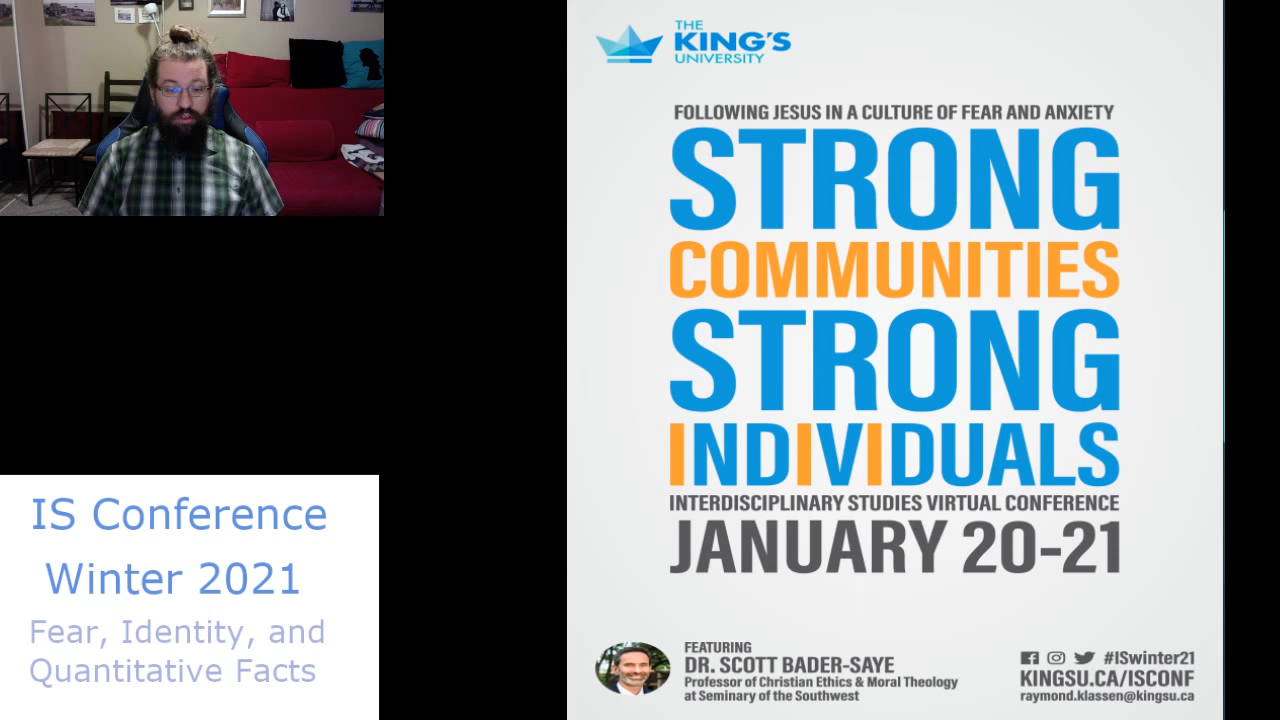 IS Conference
Winter 2021
Fear, Identity, and
Quantitative Facts
THE
KING'S
UNIVERSITY
FOLLOWING JESUS IN A CULTURE OF FEAR AND ANXIETY
STRONG
COMMUNITIES
STRONG
INDIVIDUALS
INTERDISCIPLINARY STUDIES VIRTUAL CONFERENCE
JANUARY 20-21
FEATURING
DR. SCOTT BADER-SAYE
Professor of Christian Ethics & Moral Theology
at Seminary of the Southwest
#ISwinter21
KINGSU.CA/ISCONF
raymond.klassen@kingsu.ca